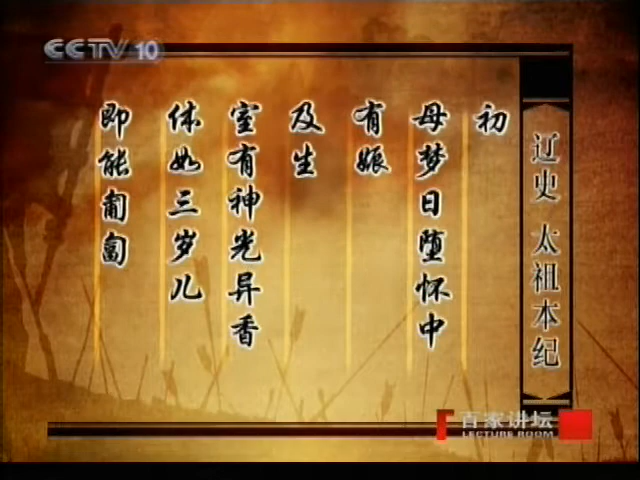 CCTV 10
辽史 太祖本纪
初
母梦日堕怀中
有娠
及生
室有神光异香
体如三岁儿
即能匍匐
百家讲坛
LECTURE ROOM